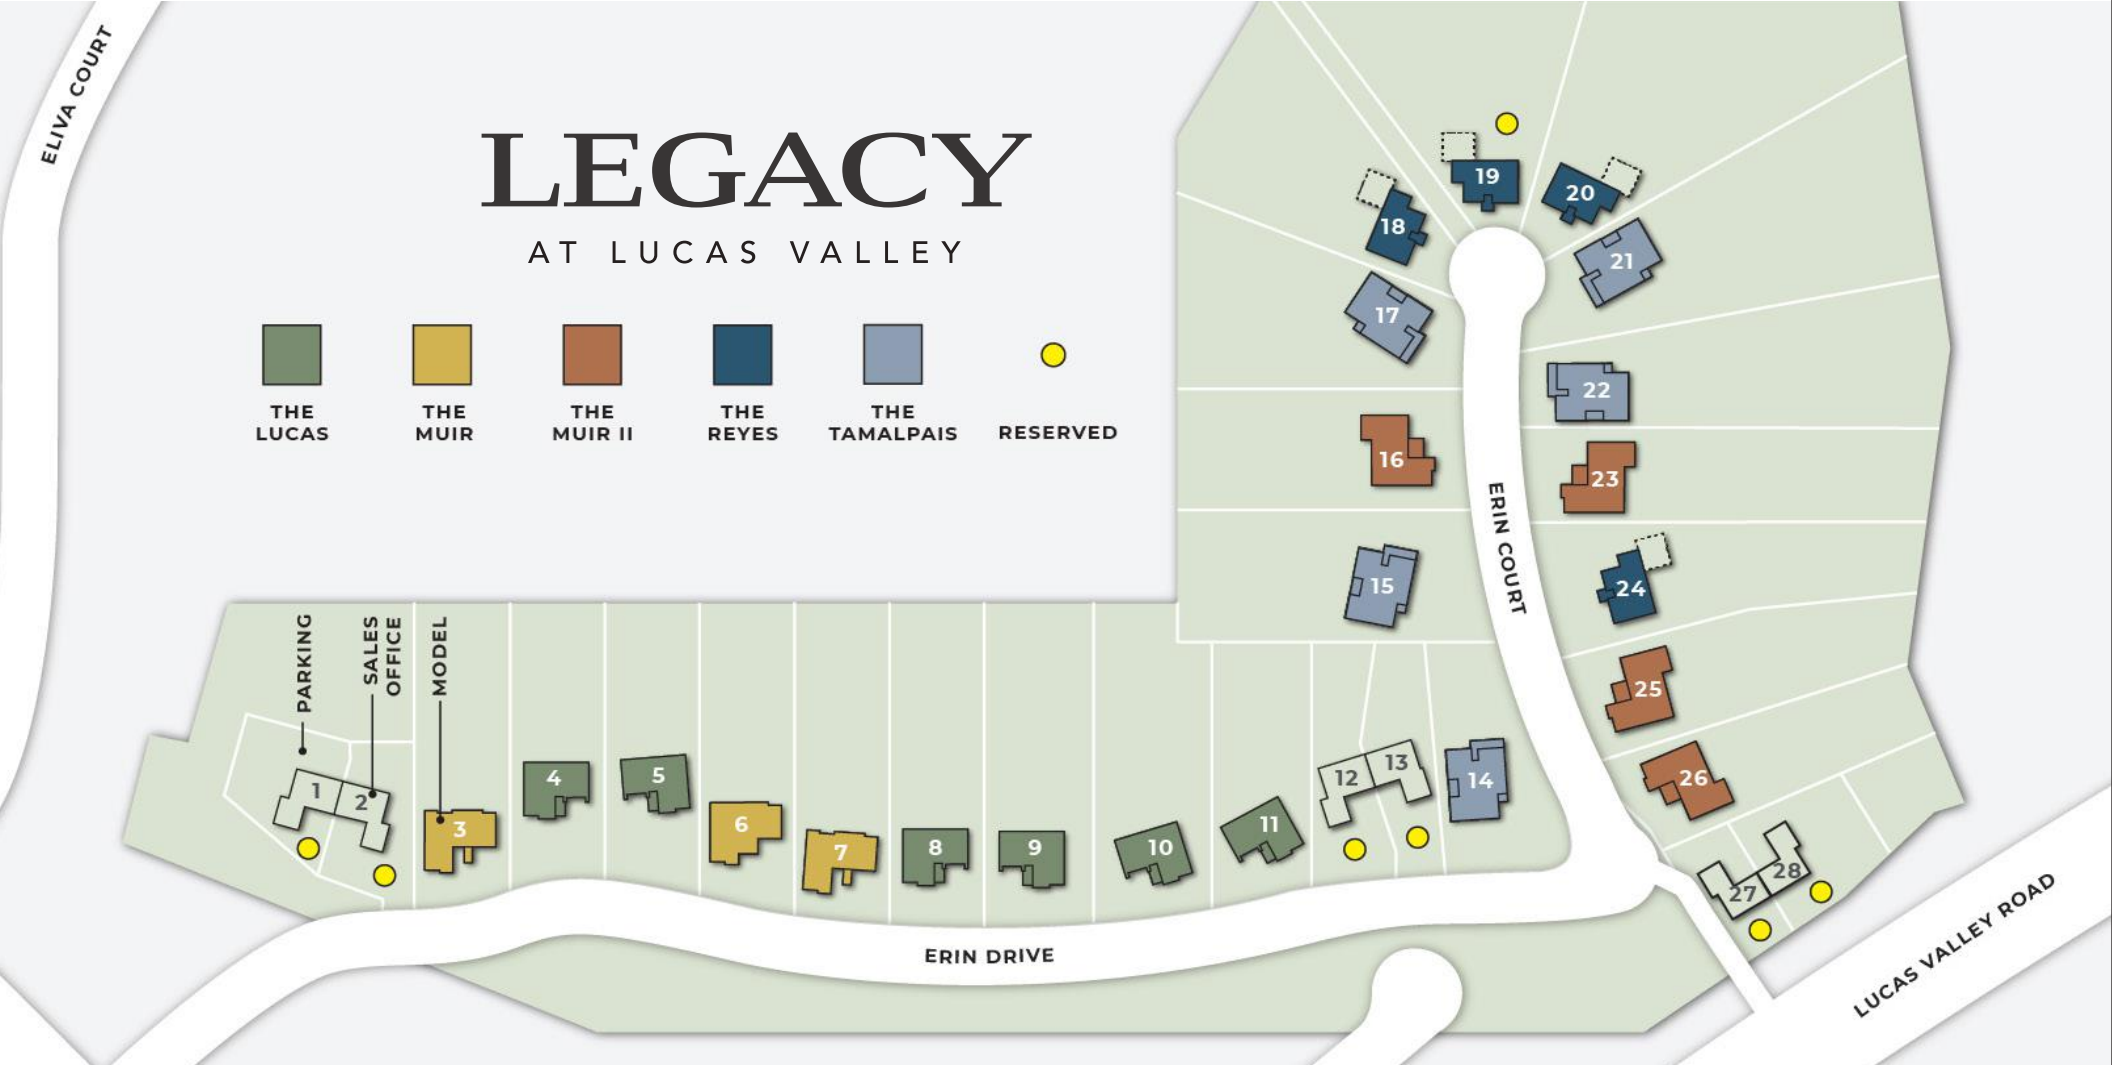 ELIVA COURT
LEGACY
AT LUCAS VALLEY
THE
LUCAS
THE
MUIR
THE
MUIR II
THE
REYES
THE
TAMALPAIS
RESERVED
19
20
18
21
17
22
16
23
ERIN COURT
15
24
PARKING
SALES
OFFICE
MODEL
25
1
2
3
4
5
6
7
8
9
10
11
12
13
14
26
27
28
ERIN DRIVE
LUCAS VALLEY ROAD